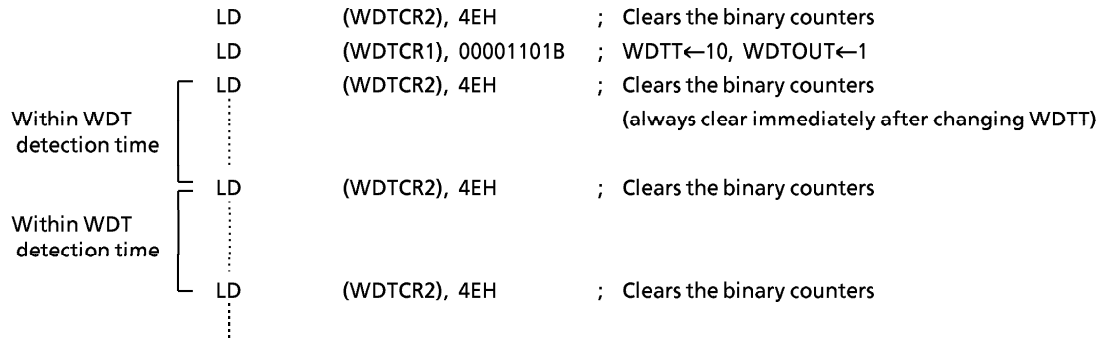 LD (WDTCR2), 4EH ; Clears the binary counters
LD (WDTCR1), 00001101B ; WDTT←10, WDTOUT←1
LD (WDTCR2), 4EH ; Clears the binary counters
Within WDT (always clear immediately after changing WDTT)
detection time
LD (WDTCR2), 4EH ; Clears the binary counters
Within WDT
detection time
LD (WDTCR2), 4EH ; Clears the binary counters